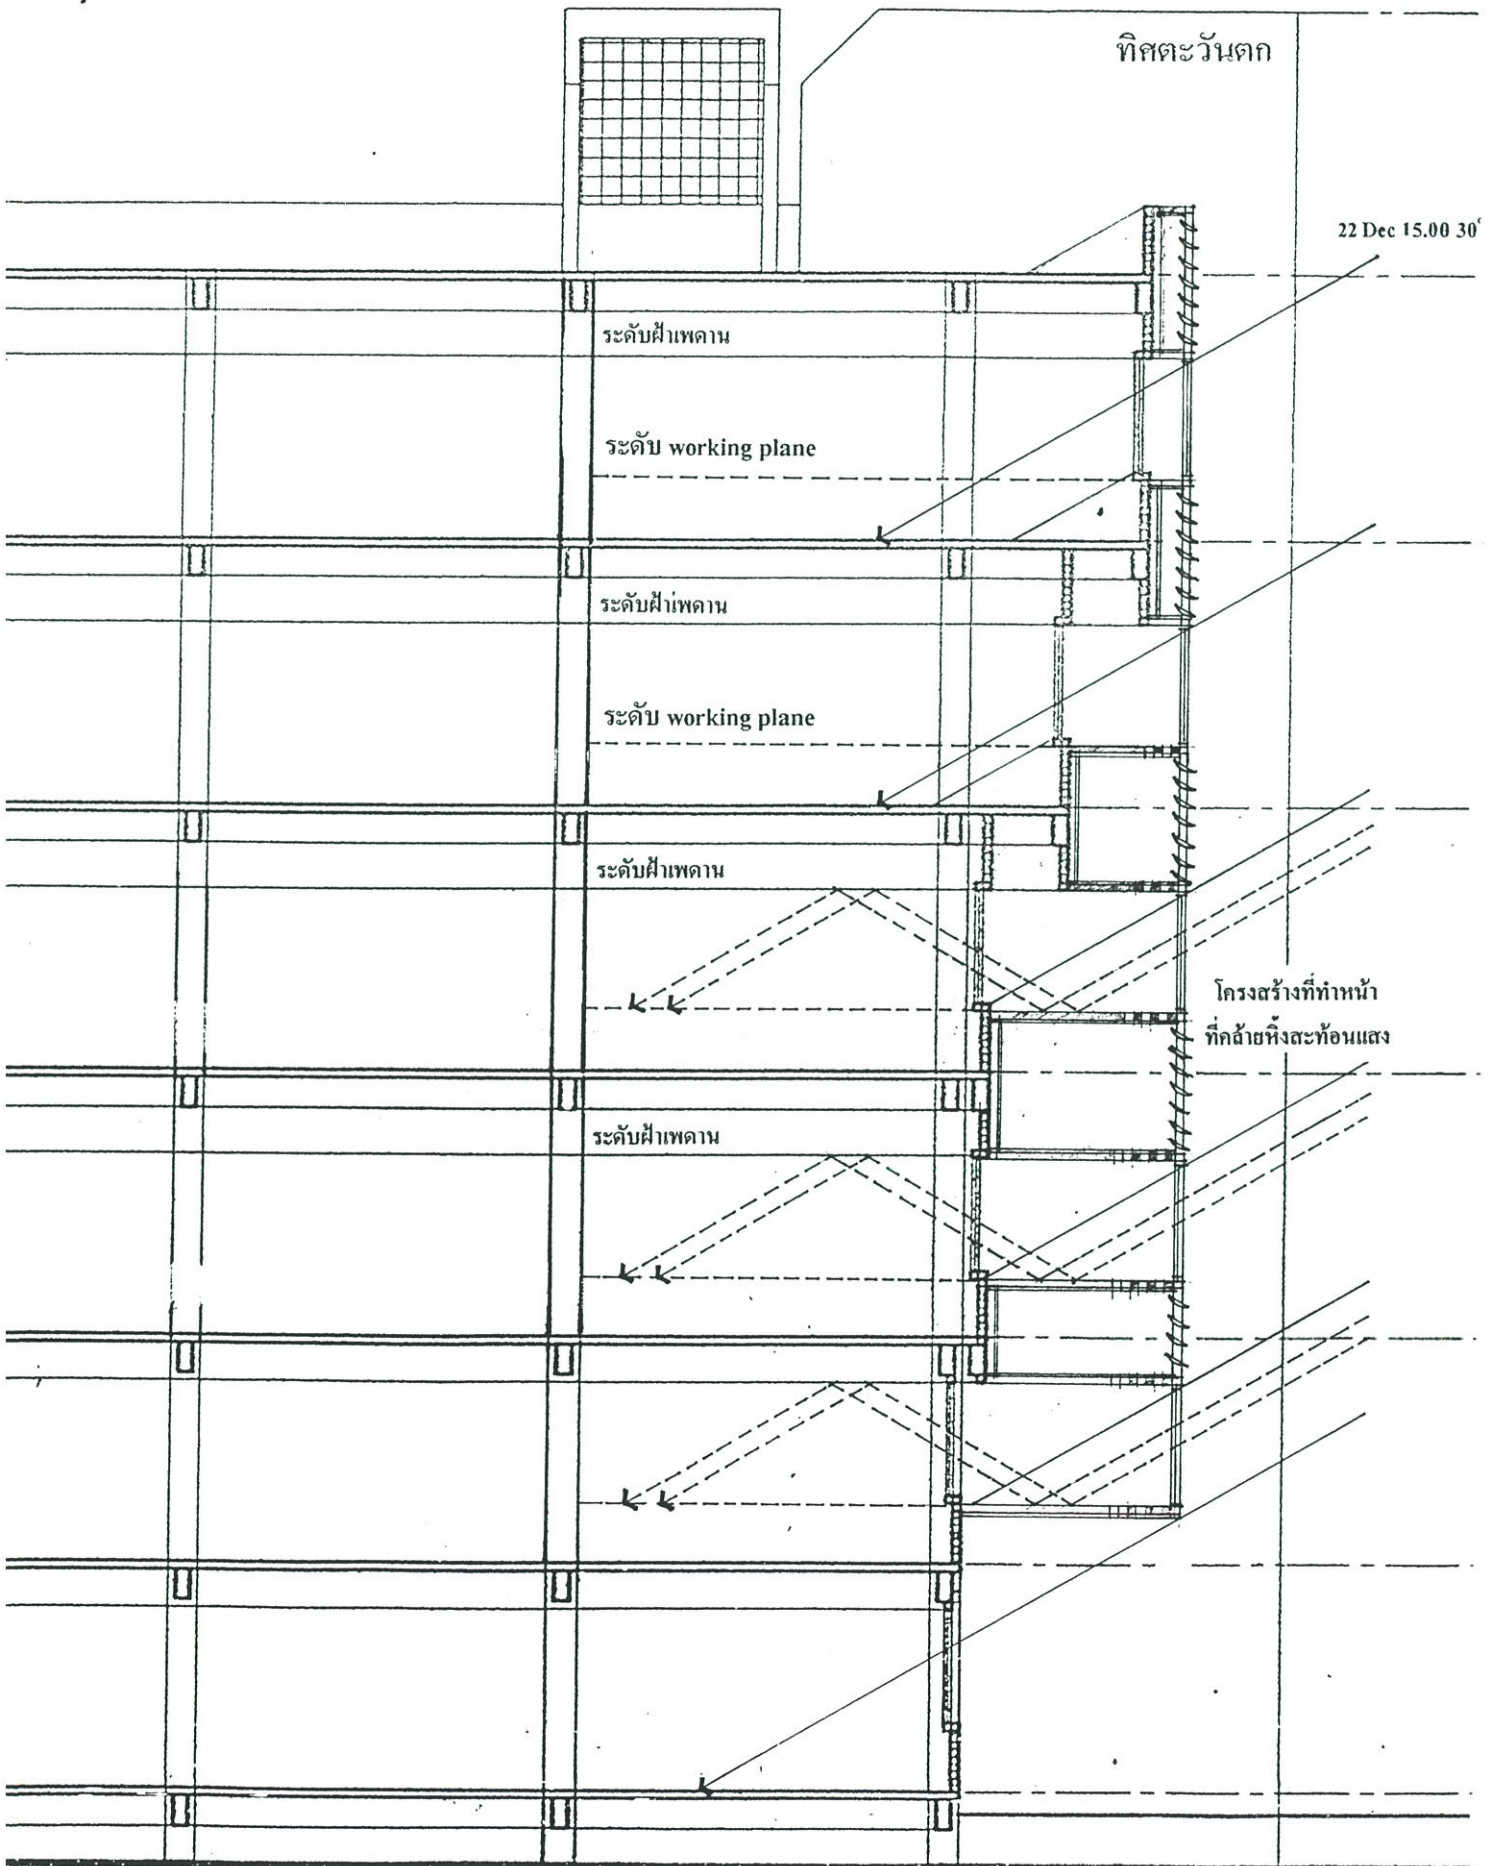 ทิศตะวันตก
22 Dec 15.00 30°
ระดับฝ้าเพดาน
ระดับ working plane
ระดับฝ้าเพดาน
ระดับ working plane
ระดับฝ้าเพดาน
โครงสร้างที่ทำหน้า
ที่คล้ายหิ้งสะท้อนแสง
ระดับฝ้าเพดาน